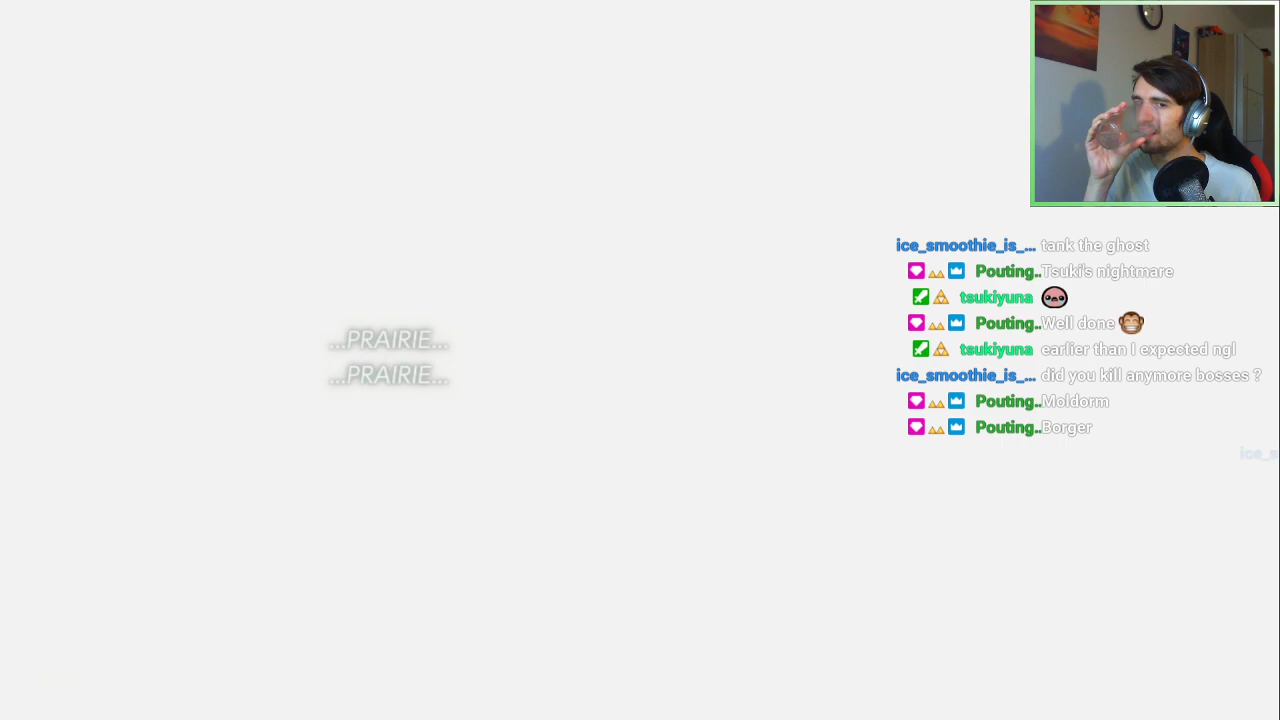 ...PRAIRIE...
...PRAIRIE...
ice_smoothie_is_... tank the ghost
Pouting.. Tsuki's nightmare
tsukiyuna
Pouting.. Well done
tsukiyuna earlier than I expected ngl
ice_smoothie_is_... did you kill anymore bosses ?
Pouting.. Moldorm
Pouting.. Borger
ice_s